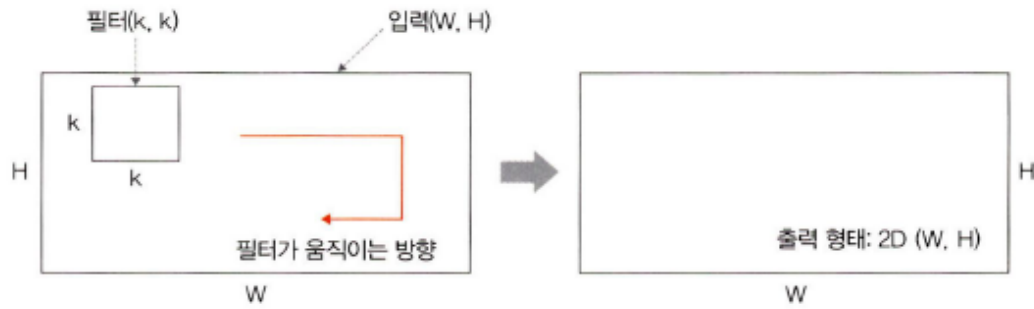 필터(k, k)
입력(W, H)
k
k
H
필터가 움직이는 방향
W
H
출력 형태: 2D (W, H)
W